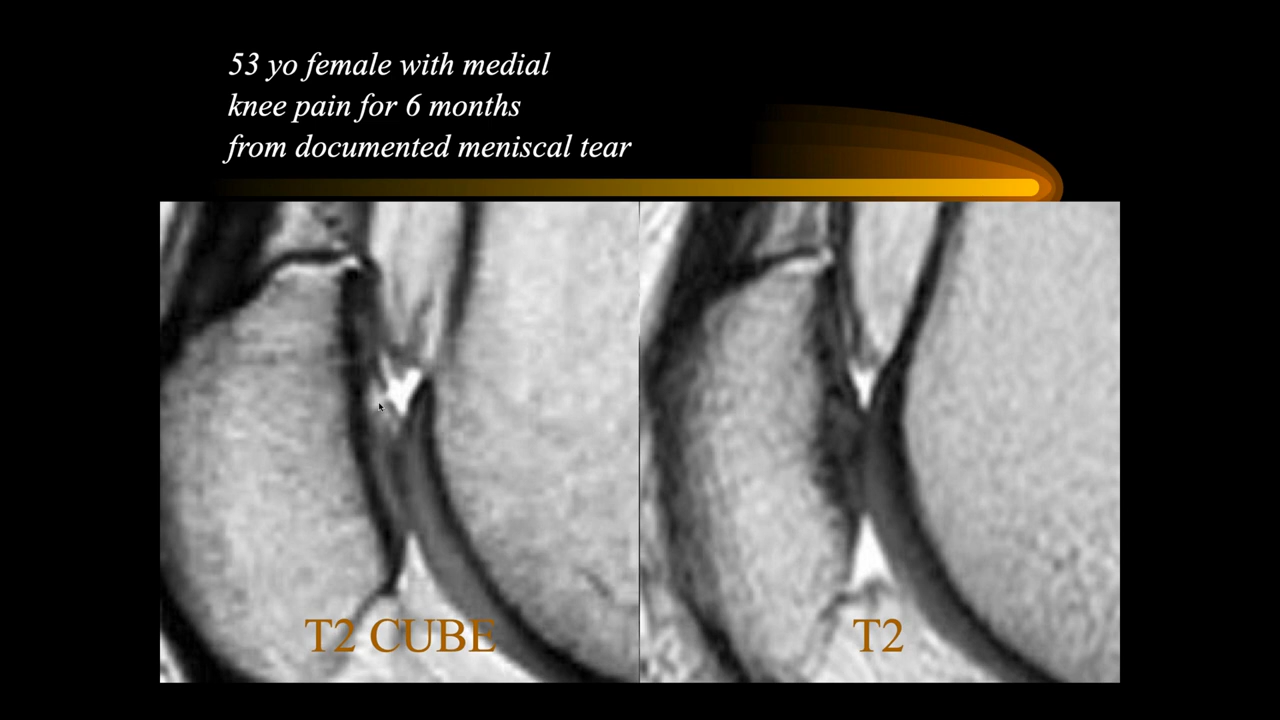 53 yo female with medial
knee pain for 6 months
from documented meniscal tear
T2 CUBE
T2